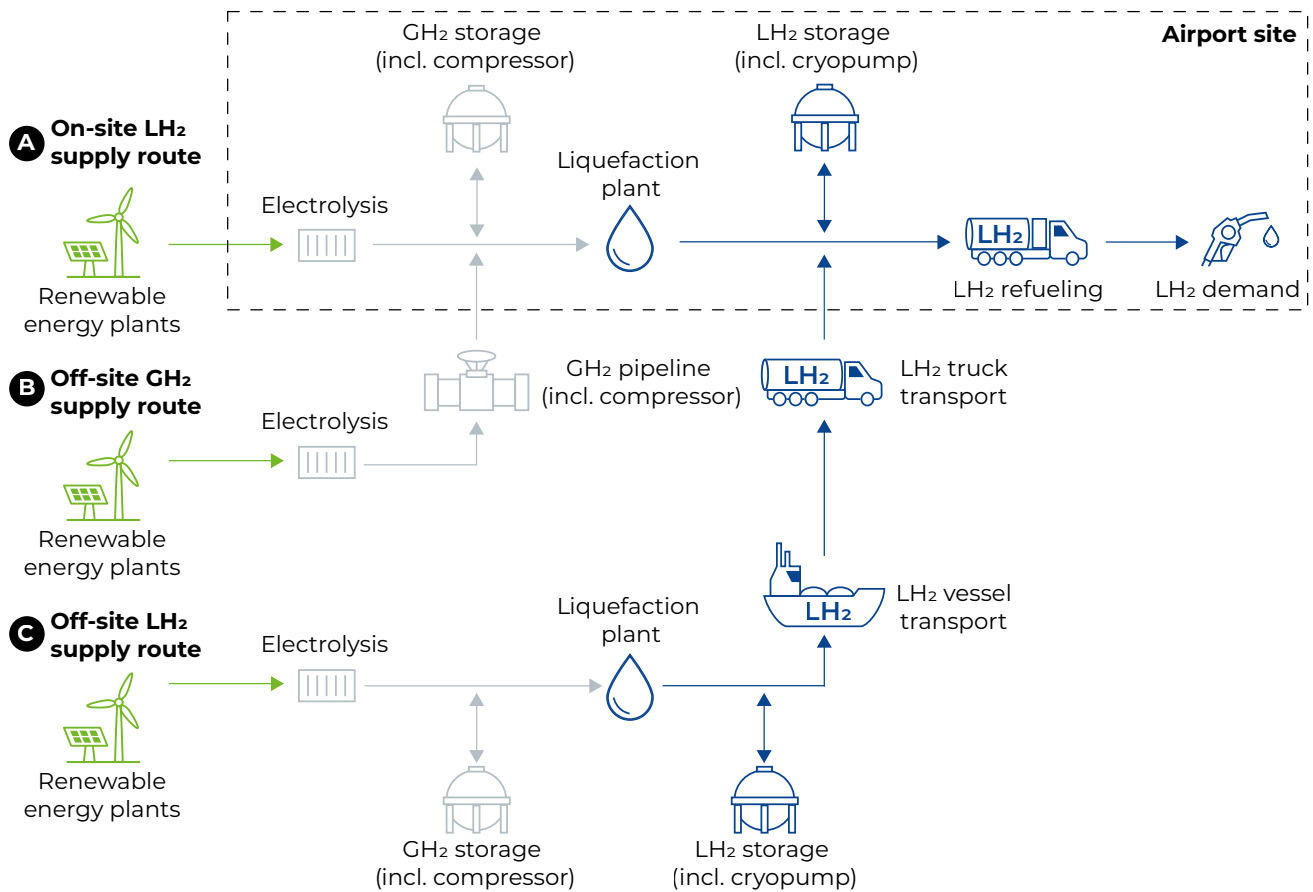 GH₂ storage
(incl. compressor)
LH₂ storage
(incl. cryopump)
Airport site
A
On-site LH₂
supply route
Liquefaction
plant
Electrolysis
LH₂
Renewable
energy plants
LH₂ refueling
LH₂ demand
B
Off-site GH₂
supply route
GH₂ pipeline
(incl. compressor)
LH₂
LH₂ truck
transport
Electrolysis
Renewable
energy plants
C
Off-site LH₂
supply route
Liquefaction
plant
LH₂
LH₂ vessel
transport
Electrolysis
Renewable
energy plants
GH₂ storage
(incl. compressor)
LH₂ storage
(incl. cryopump)